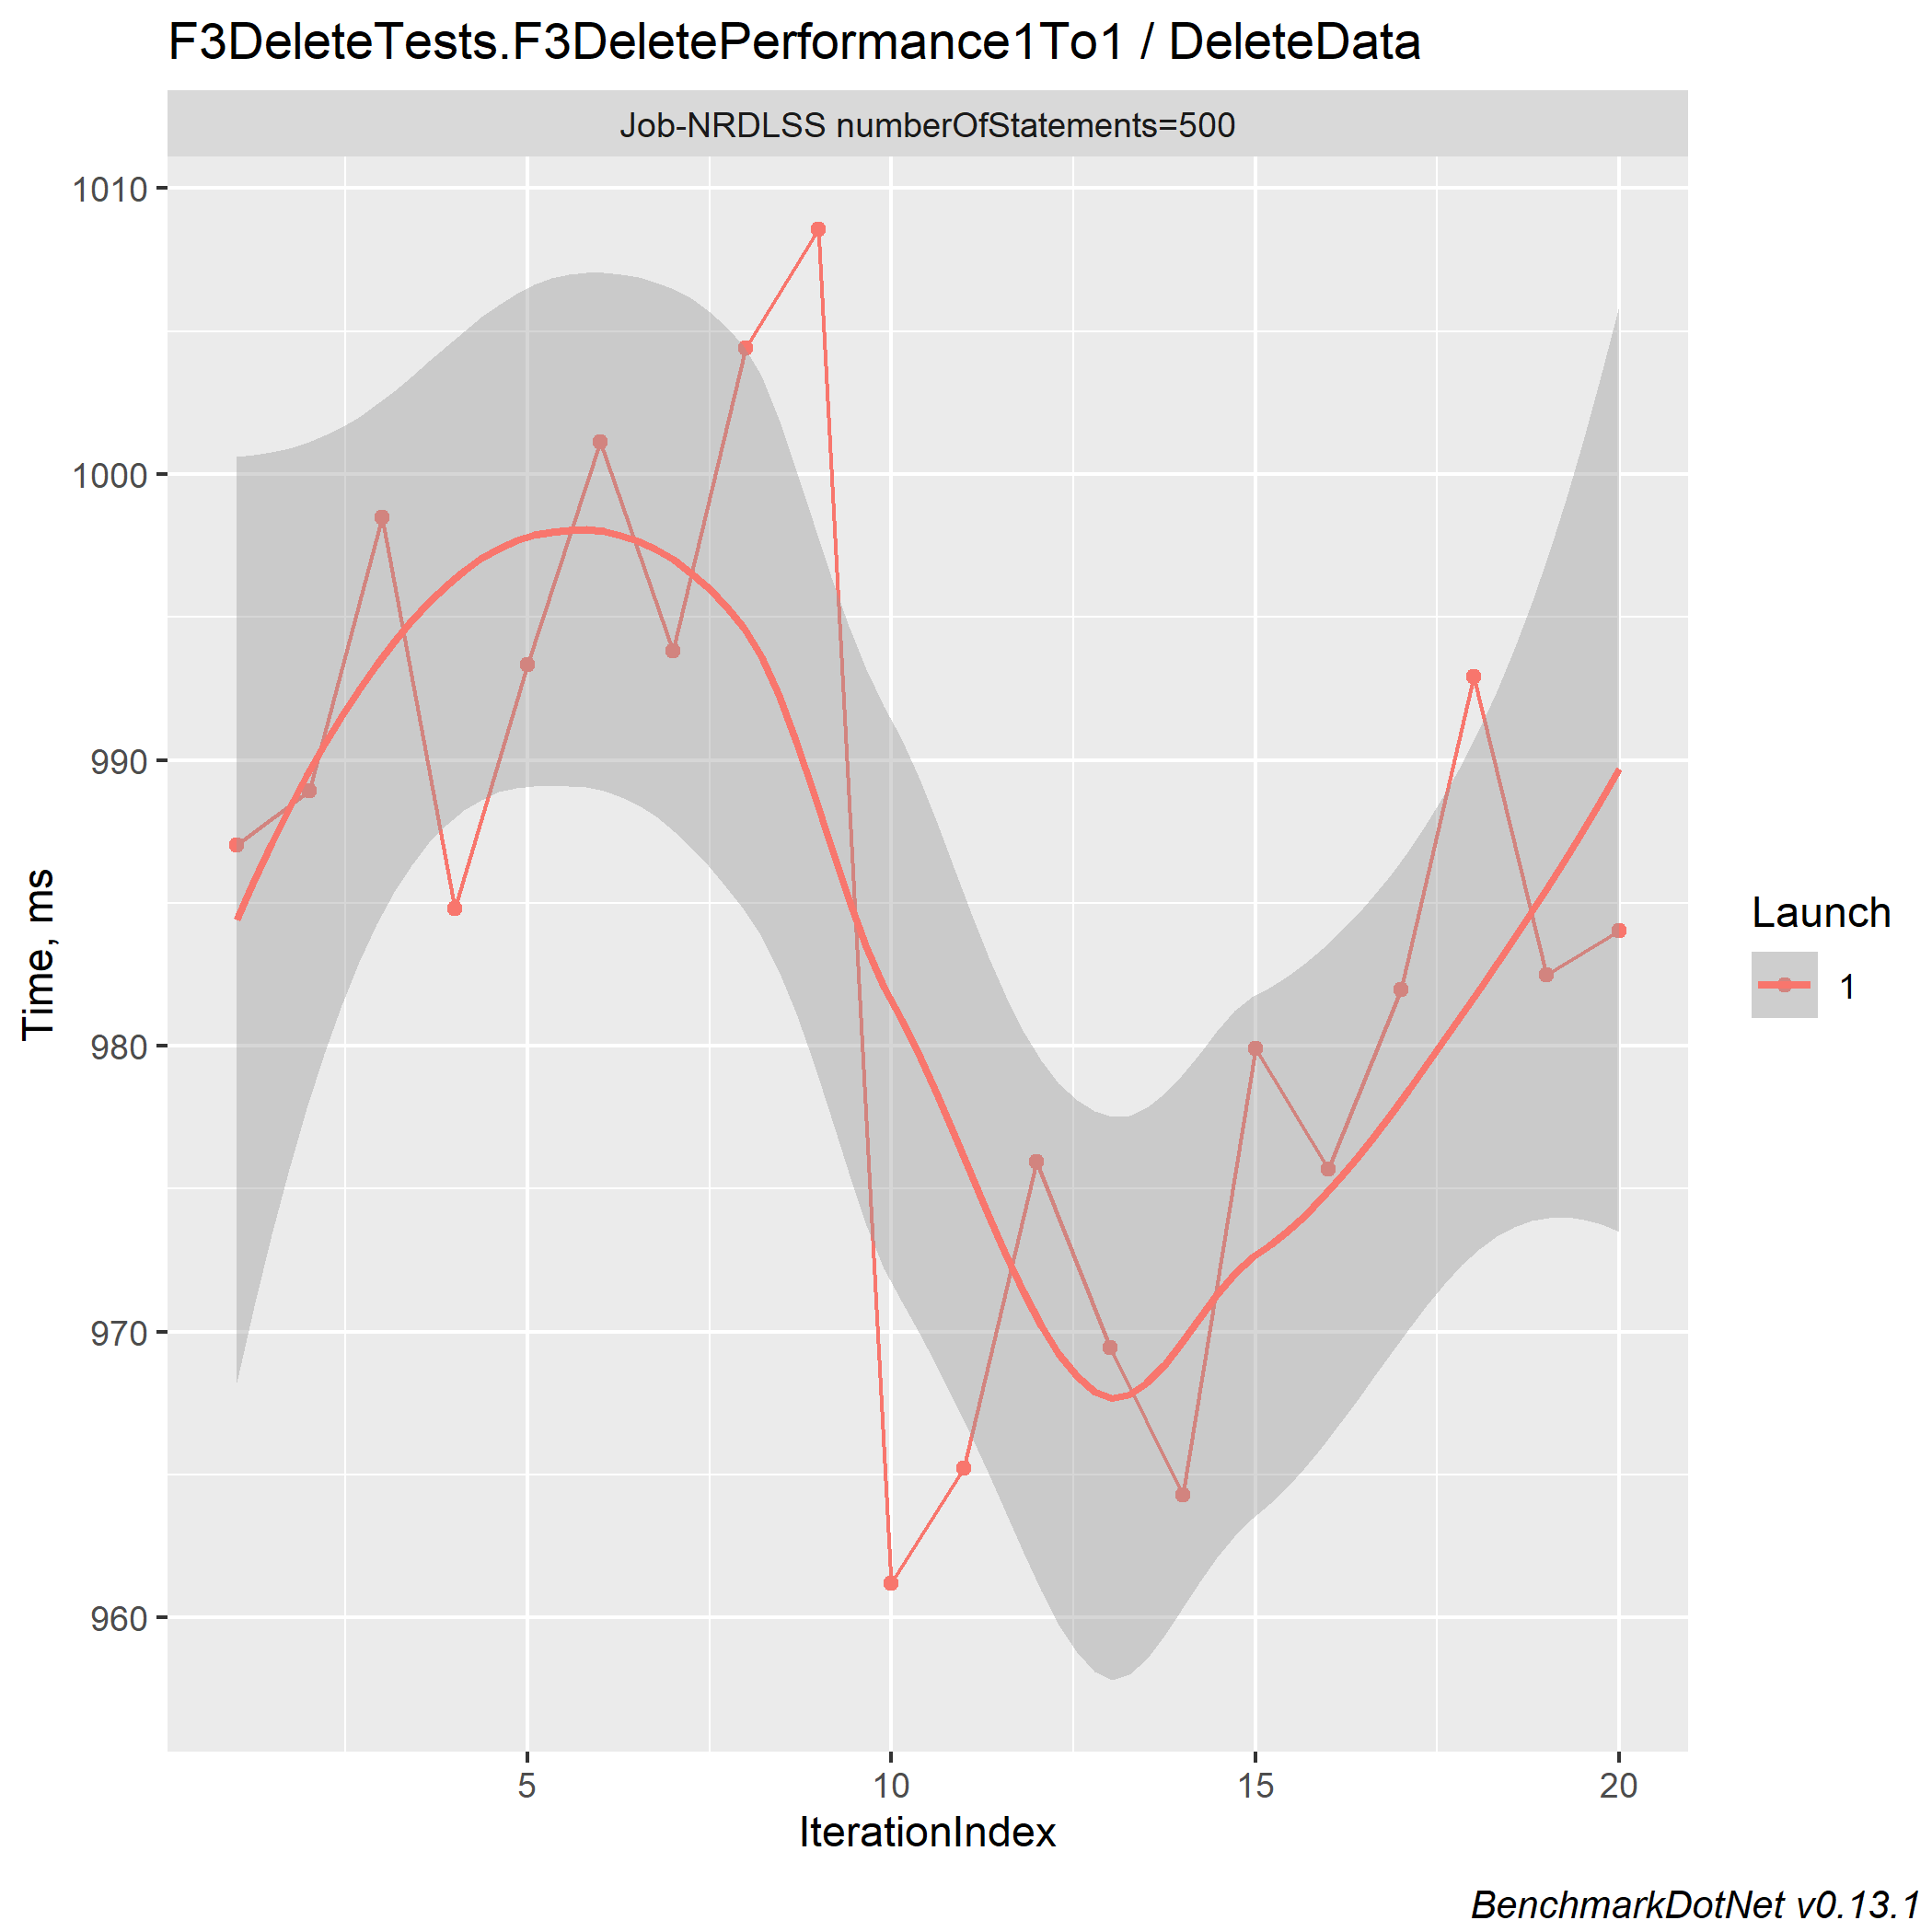 F3DeleteTests.F3DeletePerformance1To1 / DeleteData
Job-NRDLSS numberOfStatements=500
1010
1000
990
980
970
960
Time, ms
5
10
15
20
IterationIndex
Launch
1
BenchmarkDotNet v0.13.1